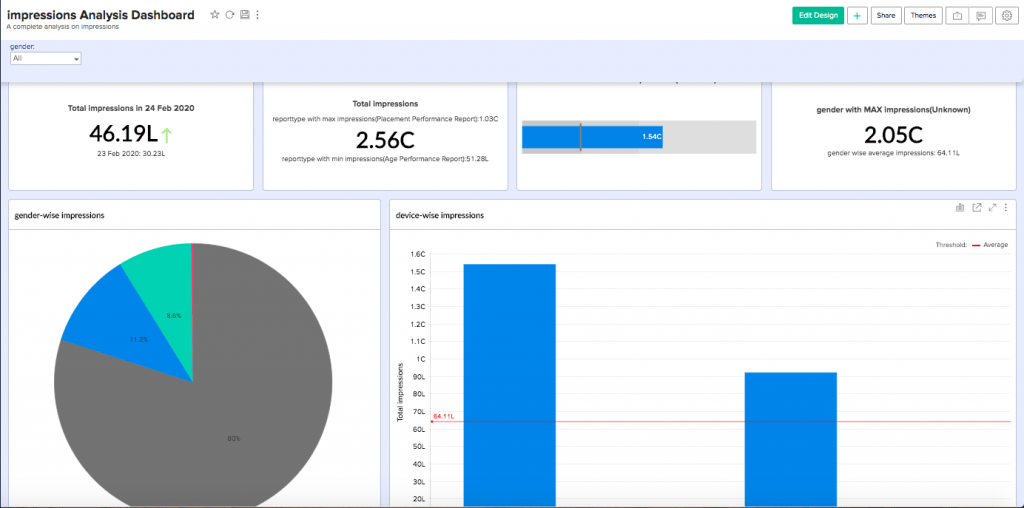 impressions Analysis Dashboard
A complete analysis on impressions
Edit Design
+
Share
Themes
gender:
All
Total impressions in 24 Feb 2020
46.19L
23 Feb 2020: 30.23L
Total impressions
reporttype with max impressions(Placement Performance Report):1.03C
2.56C
reporttype with min impressions(Age Performance Report):51.28L
1.54C
gender with MAX impressions(Unknown)
2.05C
gender wise average impressions: 64.11L
gender-wise impressions
8.6%
11.2%
80%
device-wise impressions
Threshold: Average
Total impressions
1.6C
1.5C
1.4C
1.3C
1.2C
1.1C
1C
90L
80L
70L
64.11L
60L
50L
40L
30L
20L